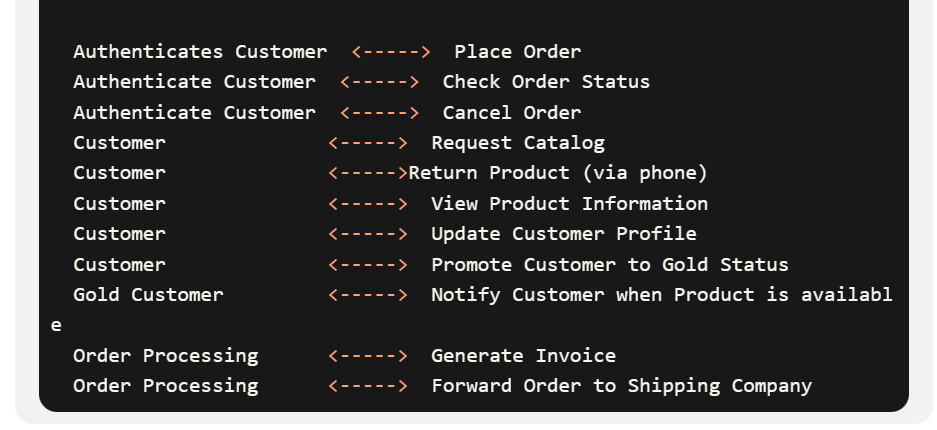 Authenticates Customer <-----> Place Order
Authenticate Customer <-----> Check Order Status
Authenticate Customer <-----> Cancel Order
Customer <-----> Request Catalog
Customer <----->Return Product (via phone)
Customer <-----> View Product Information
Customer <-----> Update Customer Profile
Customer <-----> Promote Customer to Gold Status
Gold Customer <-----> Notify Customer when Product is availabl
e
Order Processing <-----> Generate Invoice
Order Processing <-----> Forward Order to Shipping Company